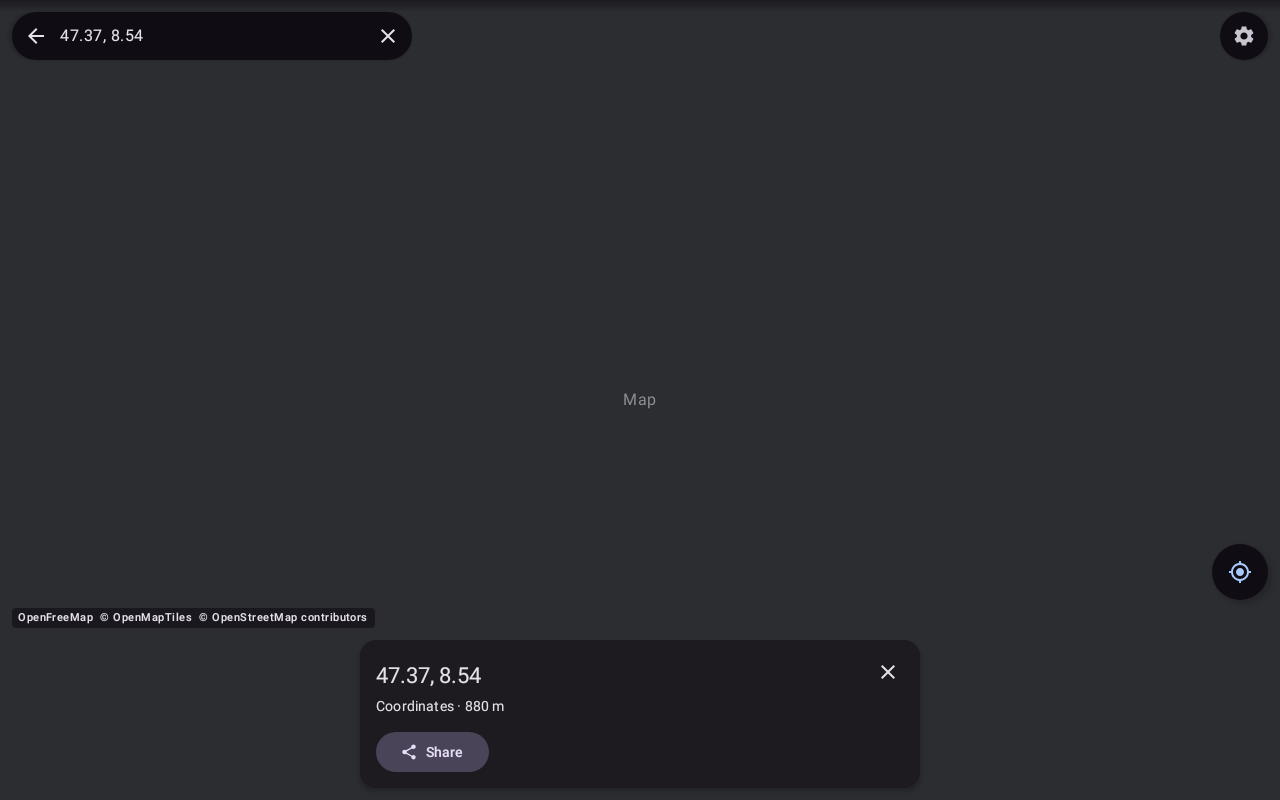 47.37, 8.54
Map
OpenFreeMap © OpenMapTiles © OpenStreetMap contributors
47.37, 8.54
Coordinates · 880 m
Share